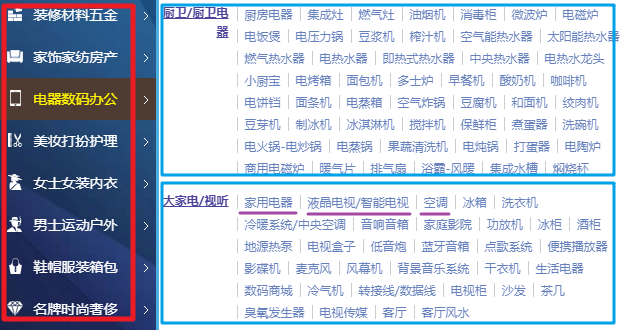 装修材料五金
家饰家纺房产
电器数码办公
美妆打扮护理
女士女装内衣
男士运动户外
鞋帽服装箱包
名牌时尚奢侈
厨卫/厨卫电器
厨房电器 | 集成灶 | 燃气灶 | 油烟机 | 消毒柜 | 微波炉 | 电磁炉
电饭煲 | 电压力锅 | 豆浆机 | 榨汁机 | 空气能热水器 | 太阳能热水器
燃气热水器 | 电热水器 | 即热式热水器 | 中央热水器 | 电热水龙头
小厨宝 | 电烤箱 | 面包机 | 多士炉 | 早餐机 | 酸奶机 | 咖啡机
电饼铛 | 面条机 | 电蒸箱 | 空气炸锅 | 豆腐机 | 和面机 | 绞肉机
豆芽机 | 制冰机 | 冰淇淋机 | 搅拌机 | 保鲜柜 | 煮蛋器 | 洗碗机
电火锅-电炒锅 | 电蒸锅 | 果蔬清洗机 | 电炖锅 | 打蛋器 | 电陶炉
商用电磁炉 | 暖气片 | 排气扇 | 浴霸-风暖 | 集成水槽 | 焖烧杯
大家电/视听
家用电器 | 液晶电视/智能电视 | 空调 | 冰箱 | 洗衣机
冷暖系统/中央空调 | 音响音箱 | 家庭影院 | 功放机 | 冰柜 | 酒柜
地源热泵 | 电视盒子 | 低音炮 | 蓝牙音箱 | 点歌系统 | 便携播放器
影碟机 | 麦克风 | 风幕机 | 背景音乐系统 | 干衣机 | 生活电器
数码商城 | 冷气机 | 转接线/数据线 | 电视柜 | 沙发 | 茶几
臭氧发生器 | 电视传媒 | 客厅 | 客厅风水